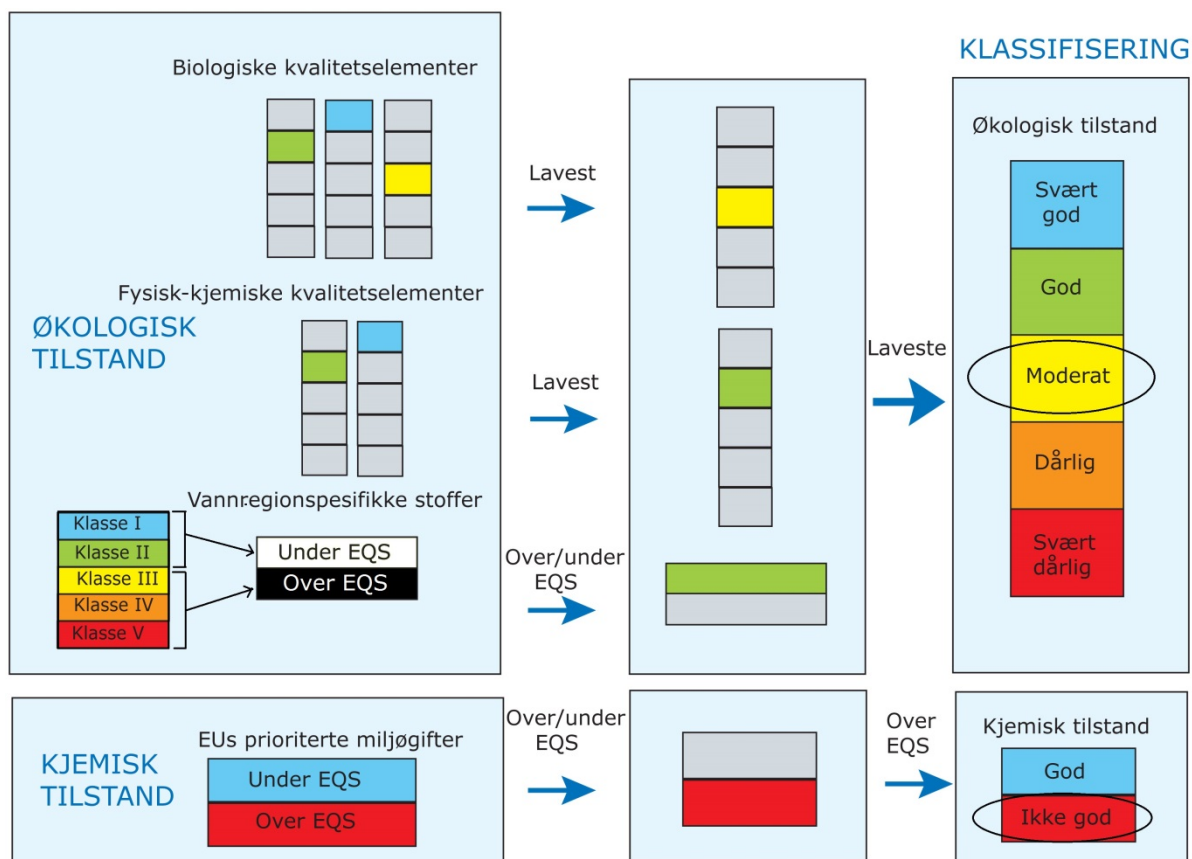 KLASSIFISERING
Biologiske kvalitetselementer
Økologisk tilstand
Lavest
Svært
god
God
Fysisk-kjemiske kvalitetselementer
ØKOLOGISK
TILSTAND
Lavest
Laveste
Moderat
Dårlig
Vannregionspesifikke stoffer
Klasse I
Klasse II
Klasse III
Klasse IV
Klasse V
Under EQS
Over EQS
Over/under
EQS
Svært
dårlig
KJEMISK
TILSTAND
EUs prioriterte miljøgifter
Under EQS
Over EQS
Over/under
EQS
Over
EQS
Kjemisk tilstand
God
Ikke god